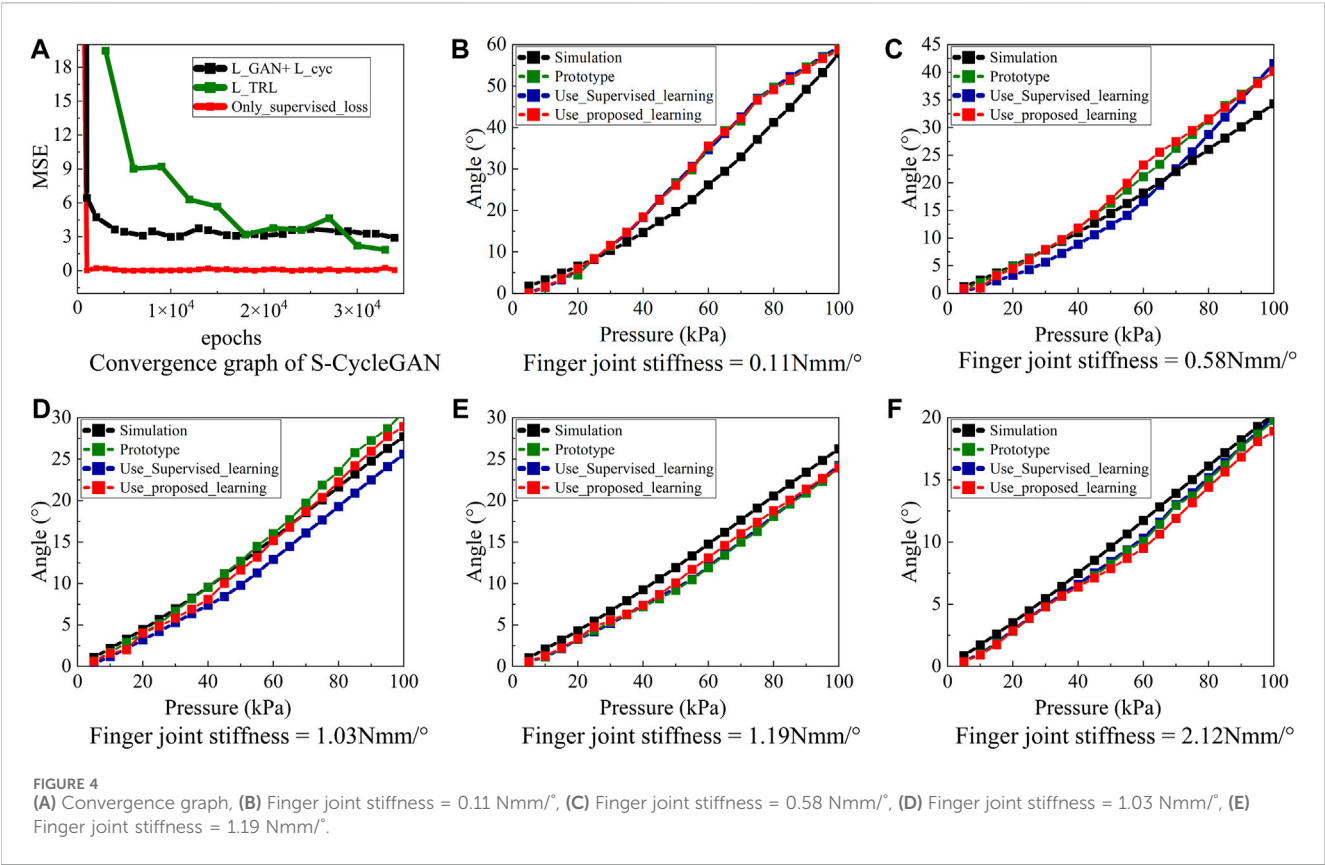 A
18
15
12
9
6
3
0
MSE
L_GAN+ L_cyc
L_TRL
Only_supervised_loss
0 1×10⁴ 2×10⁴ 3×10⁴
epochs
Convergence graph of S-CycleGAN
B
60
50
40
30
20
10
0
Angle (°)
Simulation
Prototype
Use_Supervised_learning
Use_proposed_learning
0 20 40 60 80 100
Pressure (kPa)
Finger joint stiffness = 0.11Nmm/°
C
45
40
35
30
25
20
15
10
5
0
Angle (°)
Simulation
Prototype
Use_Supervised_learning
Use_proposed_learning
0 20 40 60 80 100
Pressure (kPa)
Finger joint stiffness = 0.58Nmm/°
D
30
25
20
15
10
5
0
Angle (°)
Simulation
Prototype
Use_Supervised_learning
Use_proposed_learning
0 20 40 60 80 100
Pressure (kPa)
Finger joint stiffness = 1.03Nmm/°
E
30
25
20
15
10
5
0
Angle (°)
Simulation
Prototype
Use_Supervised_learning
Use_proposed_learning
0 20 40 60 80 100
Pressure (kPa)
Finger joint stiffness = 1.19Nmm/°
F
20
15
10
5
0
Angle (°)
Simulation
Prototype
Use_Supervised_learning
Use_proposed_learning
0 20 40 60 80 100
Pressure (kPa)
Finger joint stiffness = 2.12Nmm/°
FIGURE 4
(A) Convergence graph, (B) Finger joint stiffness = 0.11 Nmm/°, (C) Finger joint stiffness = 0.58 Nmm/°, (D) Finger joint stiffness = 1.03 Nmm/°, (E)
Finger joint stiffness = 1.19 Nmm/°.